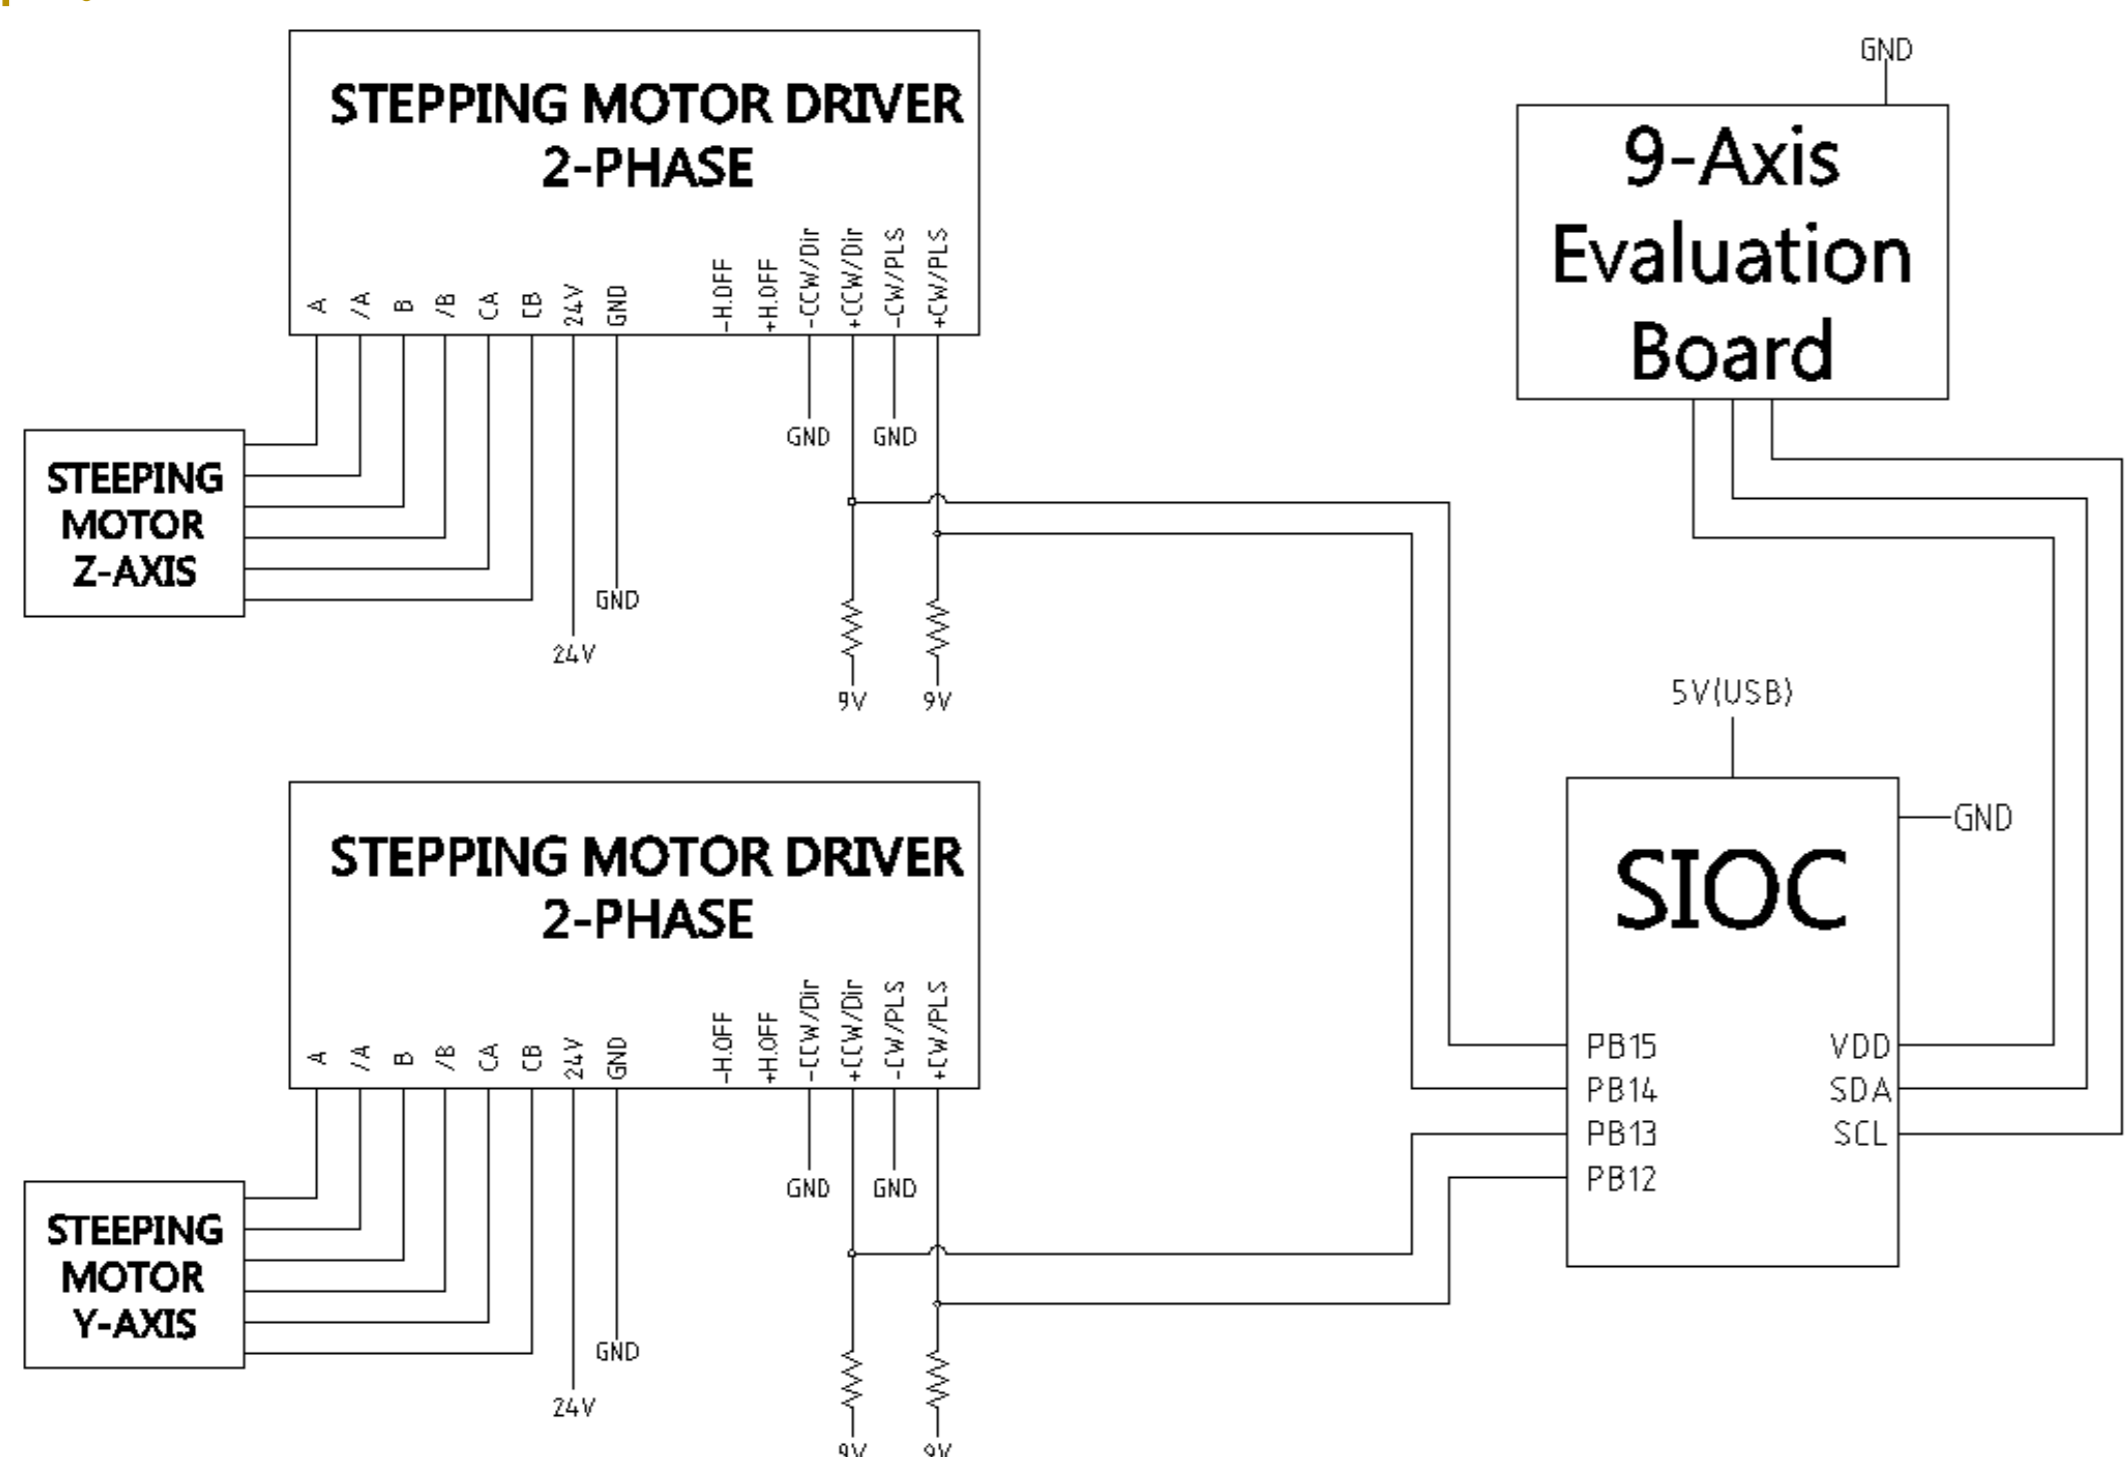 GND
STEPPING MOTOR DRIVER
2-PHASE
A /A B /B CA CB 24V GND -H.OFF +H.OFF -CCW/Dir +CCW/Dir -CW/PLS +CW/PLS
9-Axis
Evaluation
Board
GND GND
STEEPING
MOTOR
Z-AXIS
GND
24V
9V 9V
5V(USB)
STEPPING MOTOR DRIVER
2-PHASE
A /A B /B CA CB 24V GND -H.OFF +H.OFF -CCW/Dir +CCW/Dir -CW/PLS +CW/PLS
GND
SIOC
PB15 VDD
PB14 SDA
PB13 SCL
PB12
GND GND
STEEPING
MOTOR
Y-AXIS
GND
24V
9V 9V